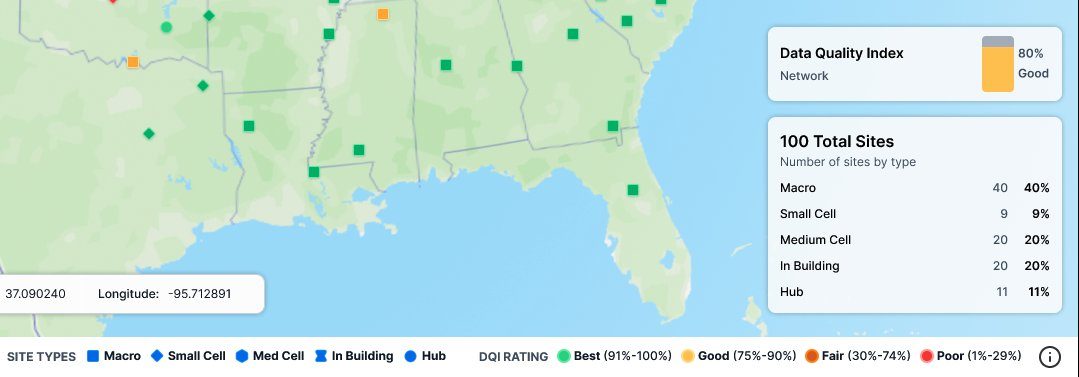 Data Quality Index
Network
80%
Good
100 Total Sites
Number of sites by type
Macro 40 40%
Small Cell 9 9%
Medium Cell 20 20%
In Building 20 20%
Hub 11 11%
37.090240 Longitude: -95.712891
SITE TYPES Macro Small Cell Med Cell In Building Hub DQI RATING Best (91%-100%) Good (75%-90%) Fair (30%-74%) Poor (1%-29%)